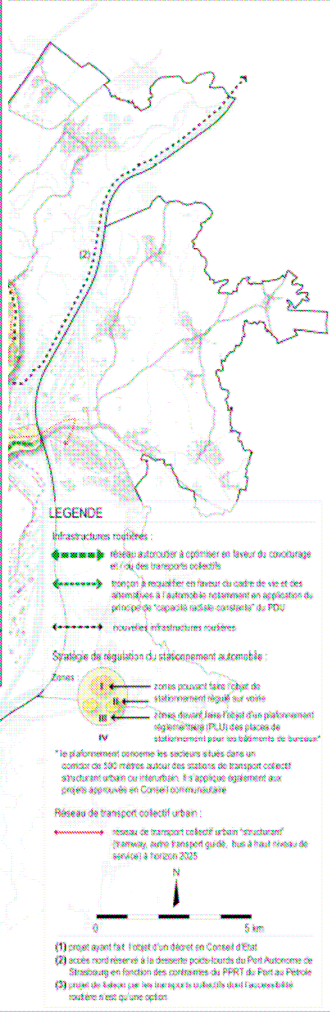 (2)
LEGENDE
Infrastructures routières :
réseau autoroutier à optimiser en faveur du covoiturage
et / ou des transports collectifs
tronçon à requalifier en faveur du cadre de vie et des
alternatives à l'automobile notamment en application du
principe de "capacité radiale constante" du PDU
nouvelles infrastructures routières
Stratégie de régulation du stationnement automobile :
Zones :
I
zones pouvant faire l'objet de
stationnement régulé sur voirie
II
III
zones devant faire l'objet d'un plafonnement
réglementaire (PLU) des places de
stationnement pour les bâtiments de bureaux*
IV
* le plafonnement concerne les secteurs situés dans un
corridor de 500 mètres autour des stations de transport collectif
structurant urbain ou interurbain. Il s'applique également aux
projets approuvés en Conseil communautaire
Réseau de transport collectif urbain :
réseau de transport collectif urbain "structurant"
(tramway, autre transport guidé, bus à haut niveau de
service) à horizon 2025
N
0 5 km
(1) projet ayant fait l'objet d'un décret en Conseil d'Etat
(2) accès nord réservé à la desserte poids-lourds du Port Autonome de
Strasbourg en fonction des contraintes du PPRT du Port au Pétrole
(3) projet de liaison par les transports collectifs dont l'accessibilité
routière n'est qu'une option